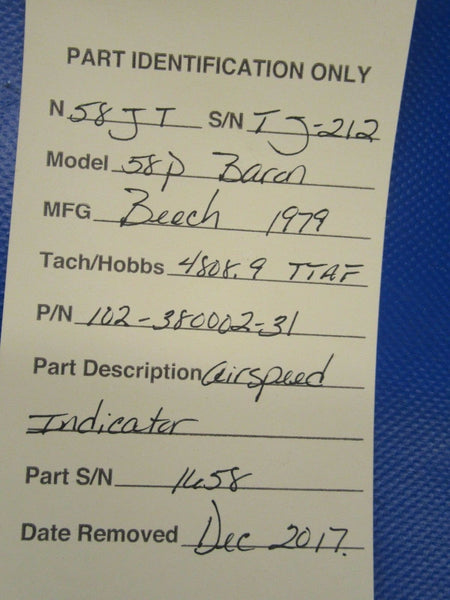 PART IDENTIFICATION ONLY
N 58JT S/N TJ-212
Model 58P Baron
MFG Beech 1979
Tach/Hobbs 4808.9 TTAF
P/N 102-380002-31
Part Description Airspeed
Indicator
Part S/N 1658
Date Removed Dec 2017.